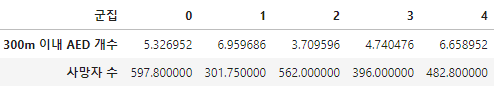 군집 0 1 2 3 4
300m 이내 AED 개수 5.326952 6.959686 3.709596 4.740476 6.658952
사망자 수 597.800000 301.750000 562.000000 396.000000 482.800000